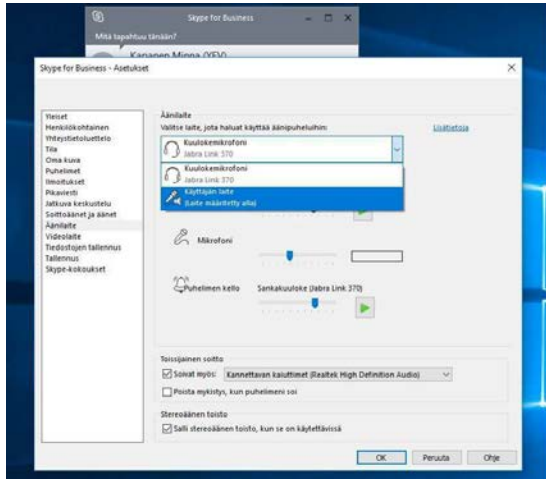 Skype for Business
Mitä tapahtuu tänään?
Kapanen Minna (YEV)
Skype for Business - Asetukset
Yleiset
Henkilökohtainen
Yhteystietoluettelo
Tila
Oma kuva
Puhelimet
Ilmoitukset
Pikaviesti
Jatkuva keskustelu
Soittoäänet ja äänet
Äänilaite
Videolaite
Tiedostojen tallennus
Tallennus
Skype-kokoukset
Äänilaite
Valitse laite, jota haluat käyttää äänipuheluihin:
Lisätietoja
Kuulokemikrofoni
Jabra Link 370
Kuulokemikrofoni
Jabra Link 370
Käyttäjän laite
(Laite määritetty alla)
Mikrofoni
Puhelimen kello
Sankakuuloke (Jabra Link 370)
Toissijainen soitto
Soivat myös:
Kannettavan kaiuttimet (Realtek High Definition Audio)
Poista mykistys, kun puhelimeni soi
Stereoäänen toisto
Salli stereoäänen toisto, kun se on käytettävissä
OK
Peruuta
Ohje